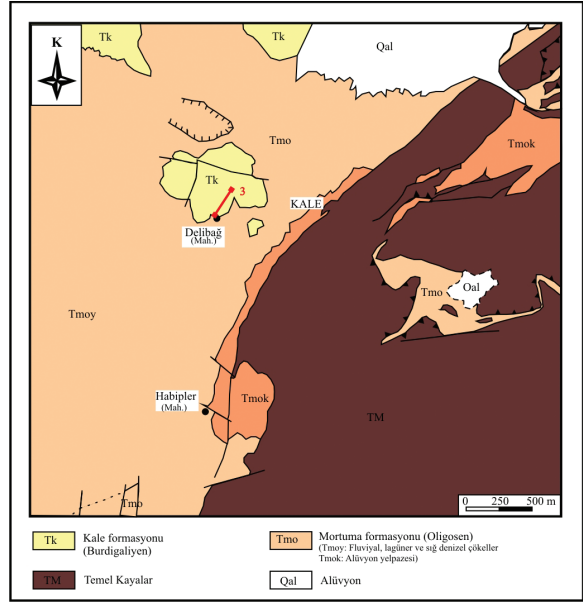 Tk
Tk
Qal
K
Tmo
Tmok
Tk
3
KALE
Delibağ
(Mah.)
Tmo
Qal
Tmoy
Habipler
(Mah.)
Tmok
TM
Tmo
0 250 500 m
Tk Kale formasyonu
(Burdigaliyen)
Tmo Mortuma formasyonu (Oligosen)
(Tmoy: Fluviyal, lagüner ve sığ denizel çökeller
Tmok: Alüvyon yelpazesi)
TM Temel Kayalar
Qal Alüvyon